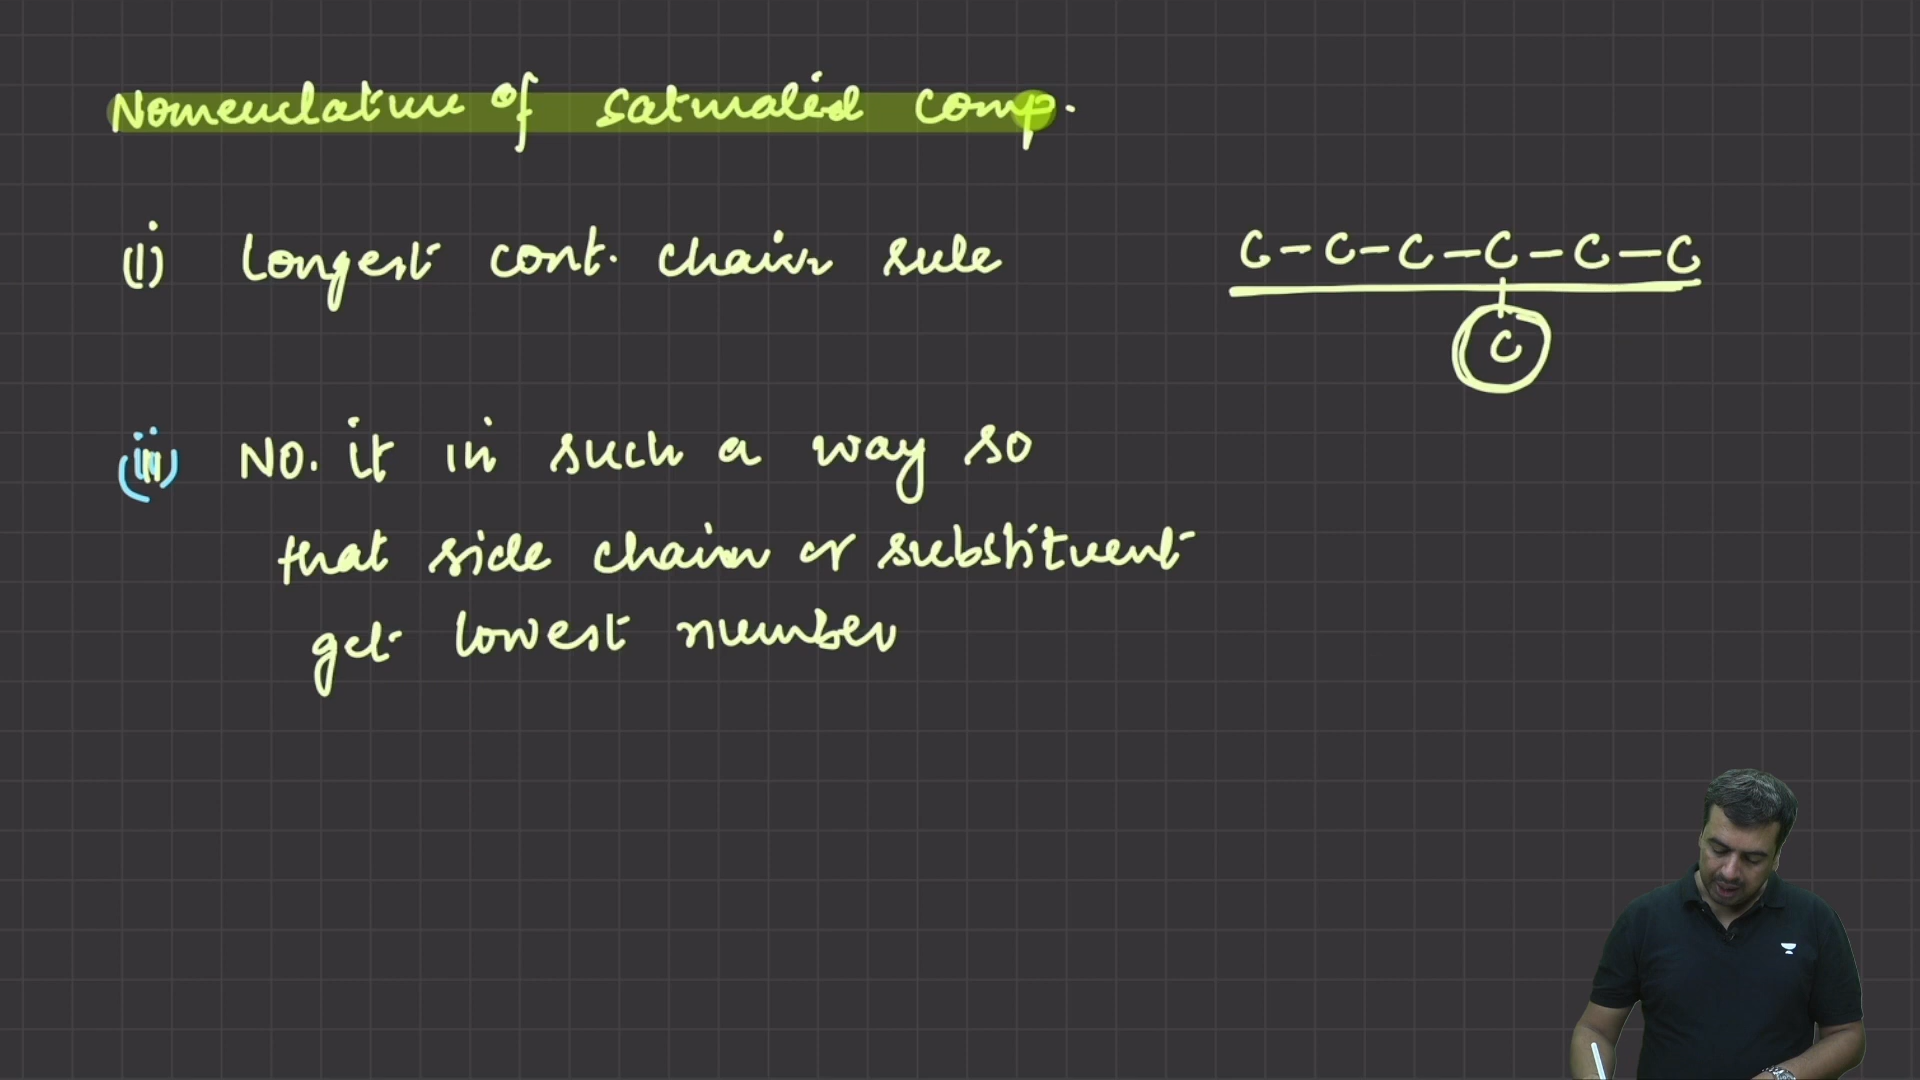 Nomenclature of saturated comp.
(i) Longest cont. chain rule
C-C-C-C-C-C
C
(ii) NO. it in such a way so
that side chain or substituent
get lowest number